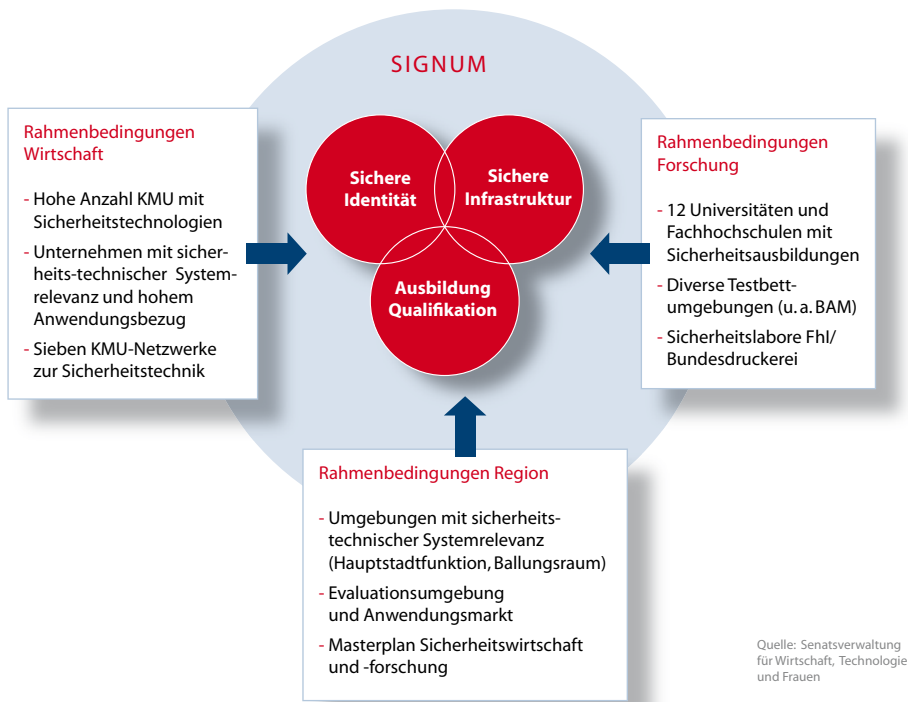 SIGNUM
Rahmenbedingungen
Wirtschaft
- Hohe Anzahl KMU mit
Sicherheitstechnologien
- Unternehmen mit sicher-
heits-technischer System-
relevanz und hohem
Anwendungsbezug
- Sieben KMU-Netzwerke
zur Sicherheitstechnik
Sichere
Identität
Sichere
Infrastruktur
Ausbildung
Qualifikation
Rahmenbedingungen
Forschung
- 12 Universitäten und
Fachhochschulen mit
Sicherheitsausbildungen
- Diverse Testbett-
umgebungen (u. a. BAM)
- Sicherheitslabore FhI/
Bundesdruckerei
Rahmenbedingungen Region
- Umgebungen mit sicherheits-
technischer Systemrelevanz
(Hauptstadtfunktion, Ballungsraum)
- Evaluationsumgebung
und Anwendungsmarkt
- Masterplan Sicherheitswirtschaft
und -forschung
Quelle: Senatsverwaltung
für Wirtschaft, Technologie
und Frauen